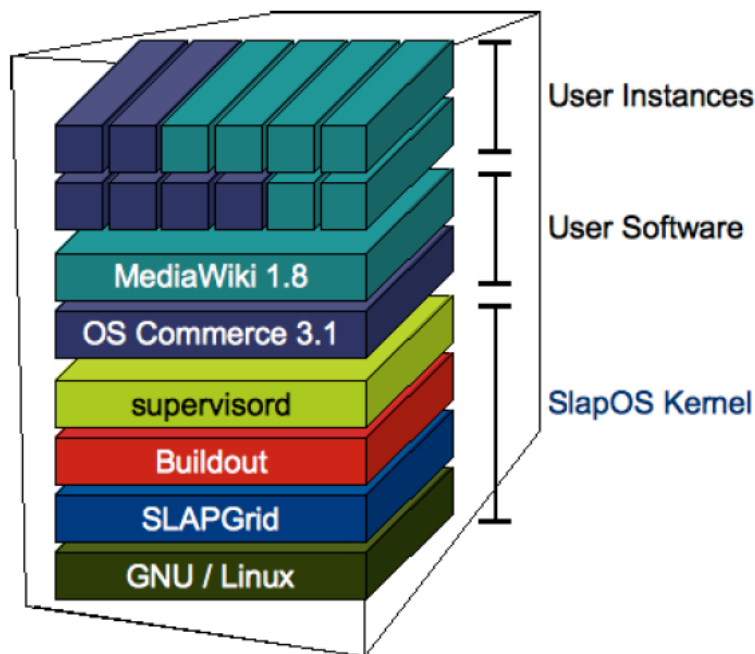 User Instances
User Software
MediaWiki 1.8
OS Commerce 3.1
supervisord
SlapOS Kernel
Buildout
SLAPGrid
GNU / Linux